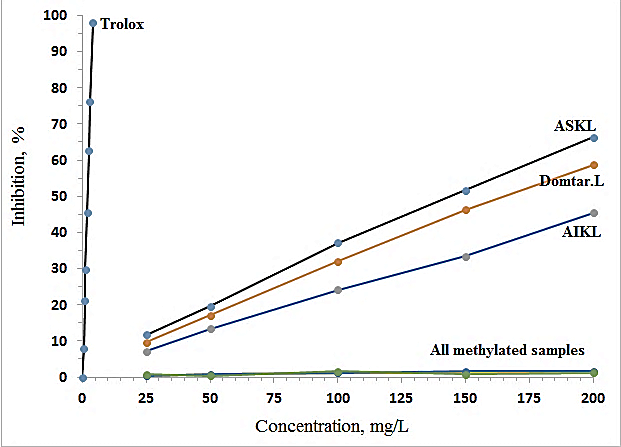 100
Trolox
90
80
70
ASKL
60
Domtar.L
50
AIKL
40
30
20
10
All methylated samples
0
0 25 50 75 100 125 150 175 200
Inhibition, %
Concentration, mg/L